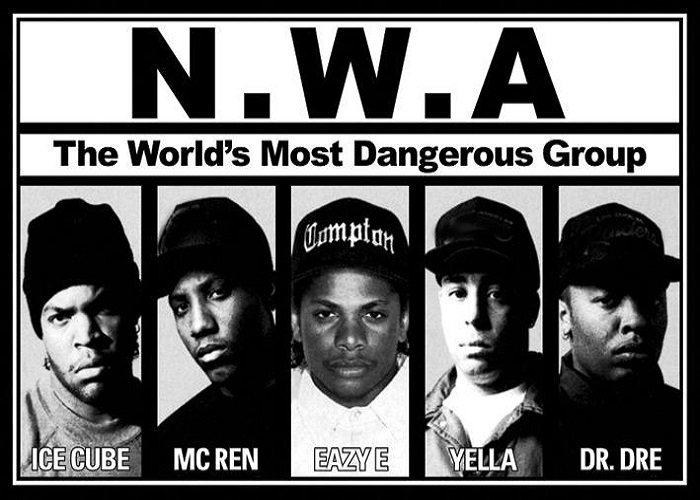 N.W.A
The World's Most Dangerous Group
Compton
ICE CUBE
MC REN
EAZY E
YELLA
DR. DRE